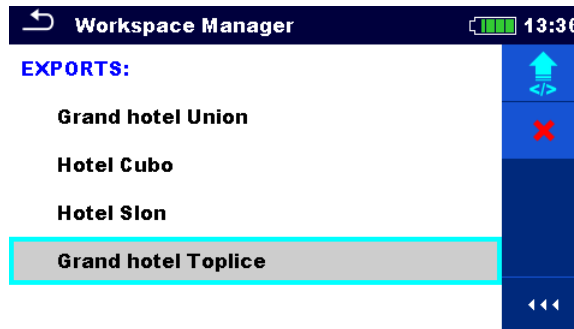 Workspace Manager 13:36
EXPORTS:
</>
Grand hotel Union
Hotel Cubo
Hotel Slon
Grand hotel Toplice